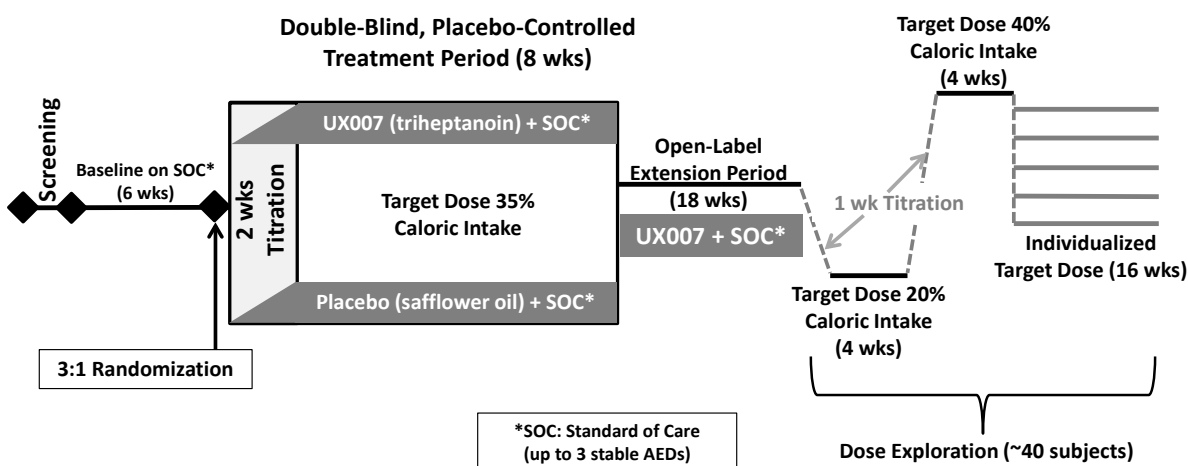 Double-Blind, Placebo-Controlled
Treatment Period (8 wks)
Target Dose 40%
Caloric Intake
(4 wks)
Screening
Baseline on SOC*
(6 wks)
2 wks
Titration
UX007 (triheptanoin) + SOC*
Target Dose 35%
Caloric Intake
Placebo (safflower oil) + SOC*
Open-Label
Extension Period
(18 wks)
UX007 + SOC*
1 wk Titration
Individualized
Target Dose (16 wks)
Target Dose 20%
Caloric Intake
(4 wks)
3:1 Randomization
*SOC: Standard of Care
(up to 3 stable AEDs)
Dose Exploration (~40 subjects)